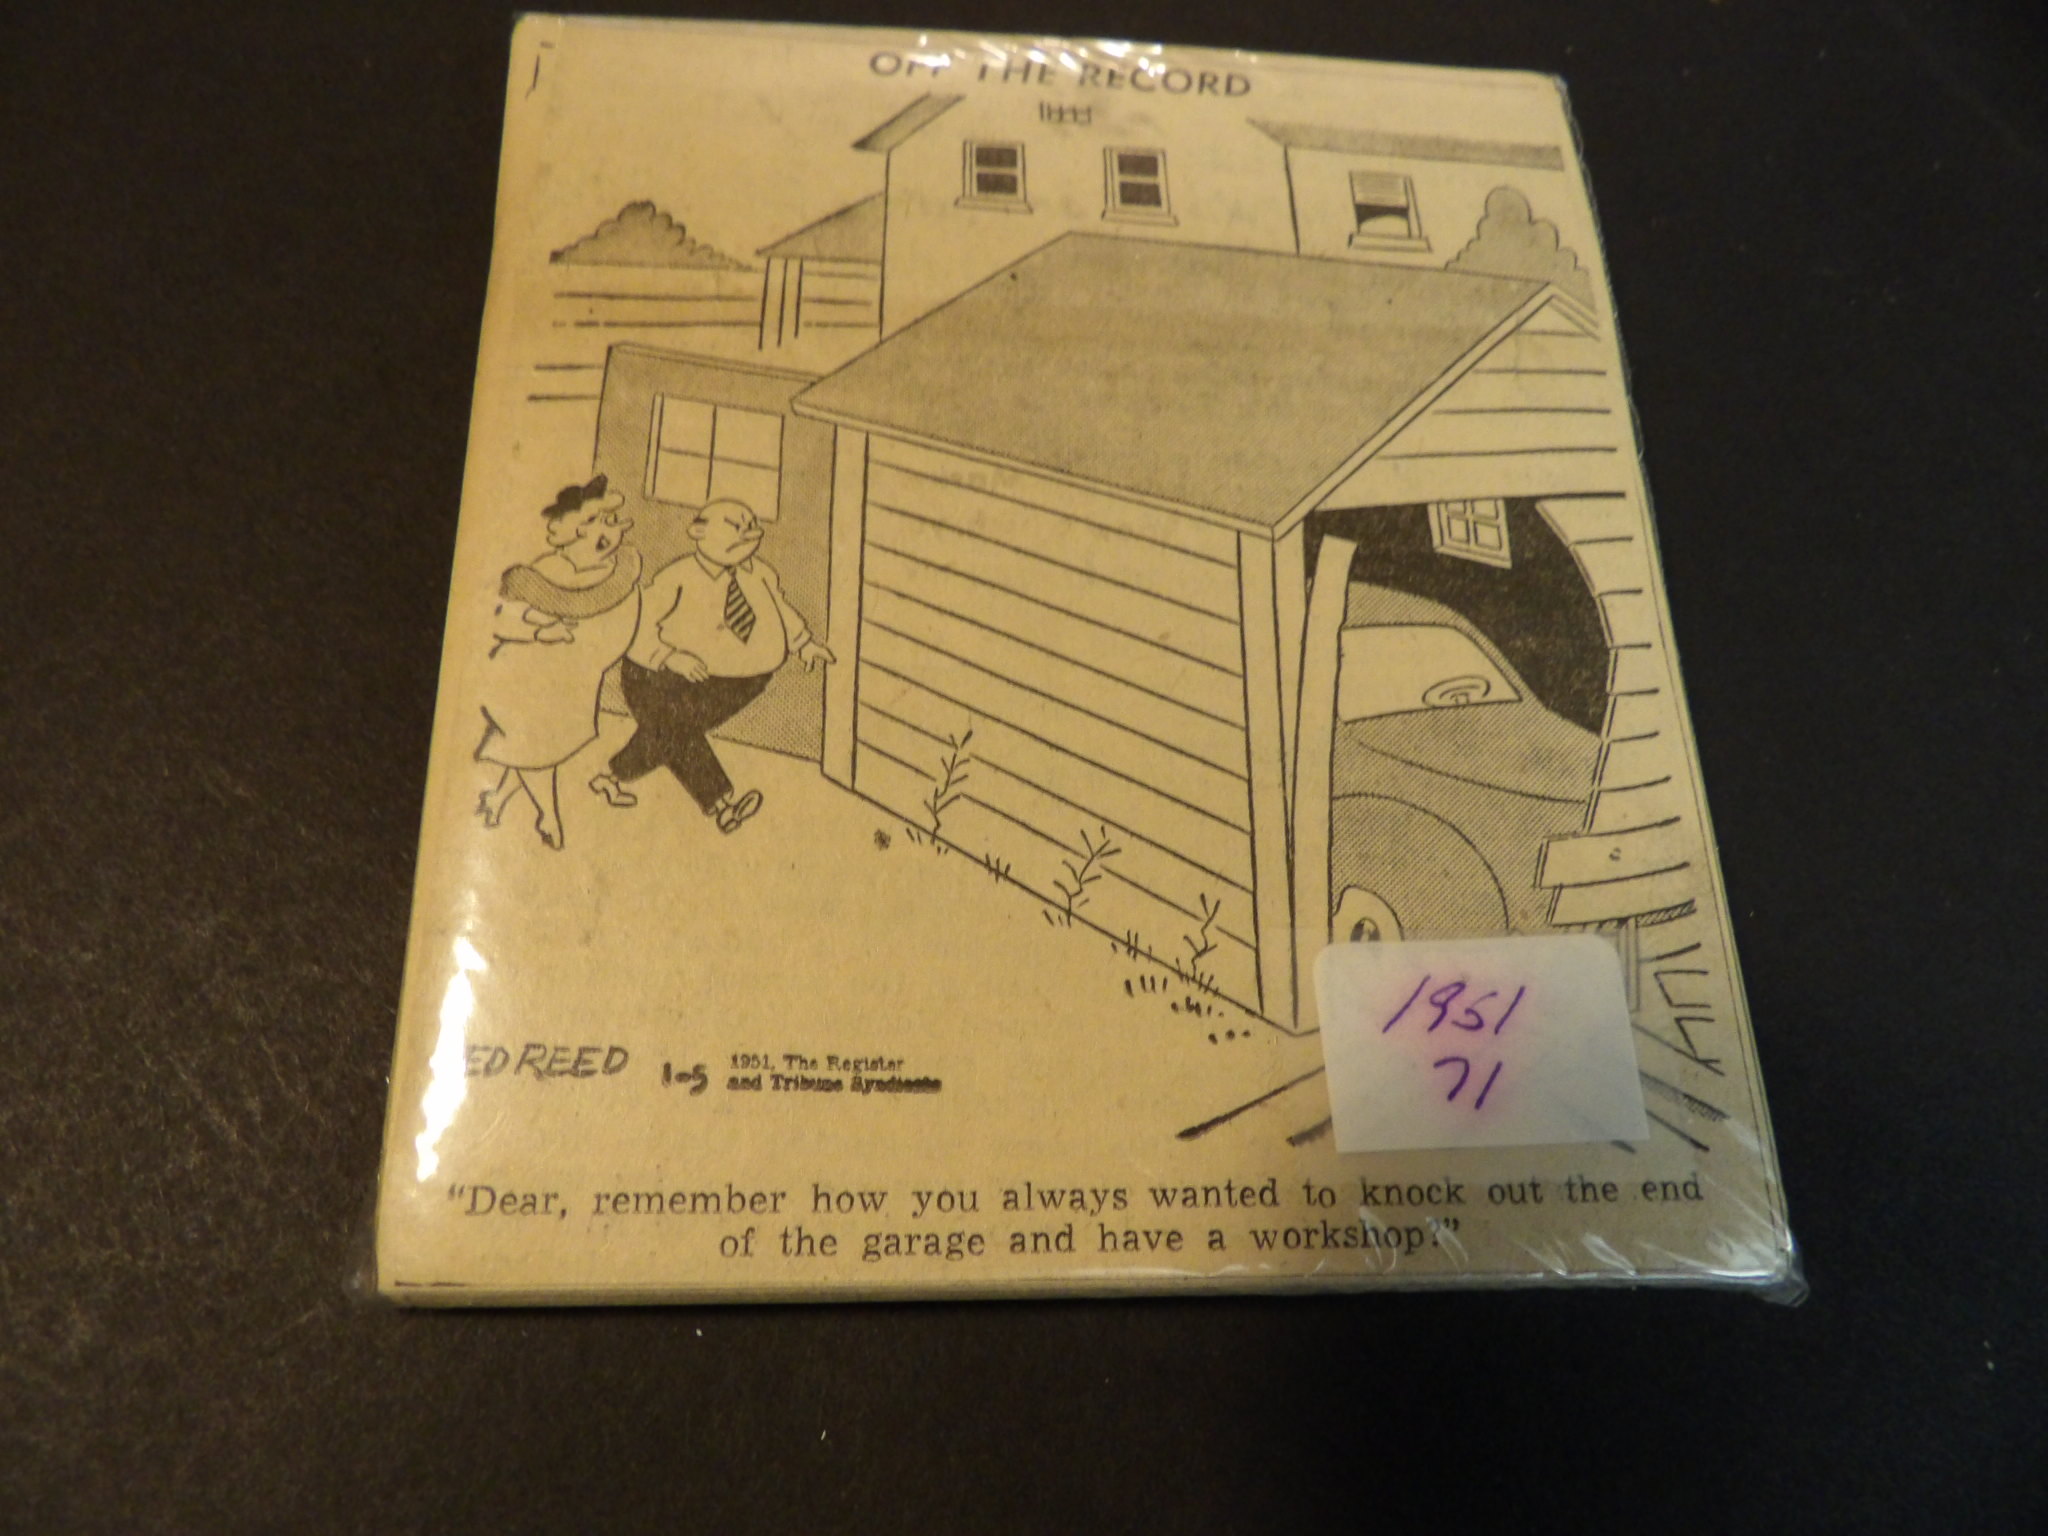 OFF THE RECORD
ED REED
1-5
1951, The Register
and Tribune Syndicate
1951
71
"Dear, remember how you always wanted to knock out the end
of the garage and have a workshop?"